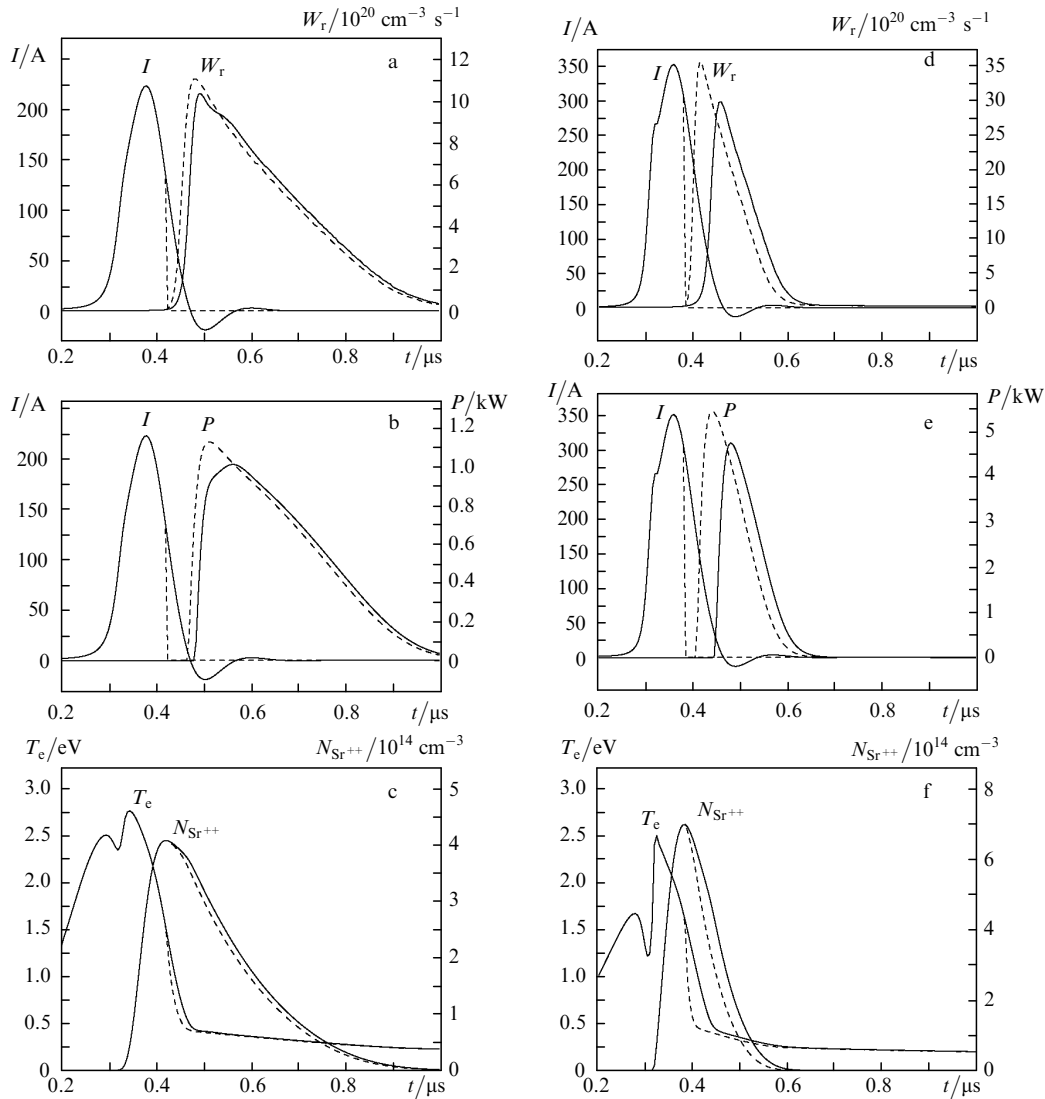 W_r/10^20 cm^−3 s^−1
I/A
a
I
W_r
250
200
150
100
50
0
12
10
8
6
4
2
0
0.2 0.4 0.6 0.8 t/μs
W_r/10^20 cm^−3 s^−1
I/A
d
I
W_r
350
300
250
200
150
100
50
0
35
30
25
20
15
10
5
0
0.2 0.4 0.6 0.8 t/μs
I/A
P/kW
b
I
P
200
150
100
50
0
1.2
1.0
0.8
0.6
0.4
0.2
0
0.2 0.4 0.6 0.8 t/μs
I/A
P/kW
e
I
P
350
300
250
200
150
100
50
0
5
4
3
2
1
0
0.2 0.4 0.6 0.8 t/μs
T_e/eV
N_Sr^++/10^14 cm^−3
c
T_e
N_Sr^++
3.0
2.5
2.0
1.5
1.0
0.5
0
5
4
3
2
1
0
0.2 0.4 0.6 0.8 t/μs
T_e/eV
N_Sr^++/10^14 cm^−3
f
T_e
N_Sr^++
3.0
2.5
2.0
1.5
1.0
0.5
0
8
6
4
2
0
0.2 0.4 0.6 0.8 t/μs